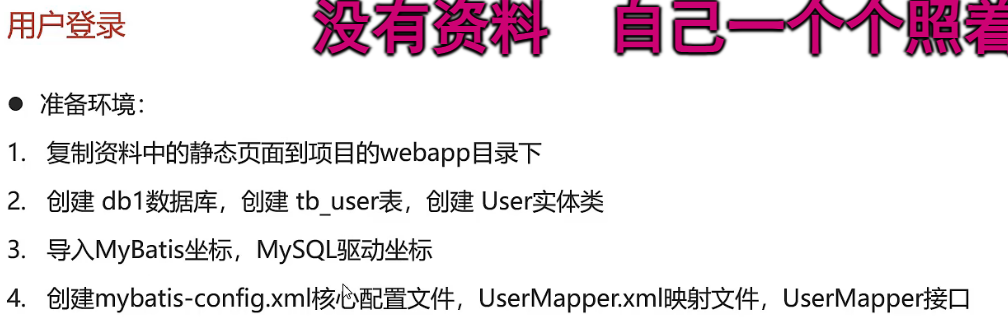 用户登录
没有资料 自己一个个照着
● 准备环境：
1. 复制资料中的静态页面到项目的webapp目录下
2. 创建 db1数据库，创建 tb_user表，创建 User实体类
3. 导入MyBatis坐标，MySQL驱动坐标
4. 创建mybatis-config.xml核心配置文件，UserMapper.xml映射文件，UserMapper接口